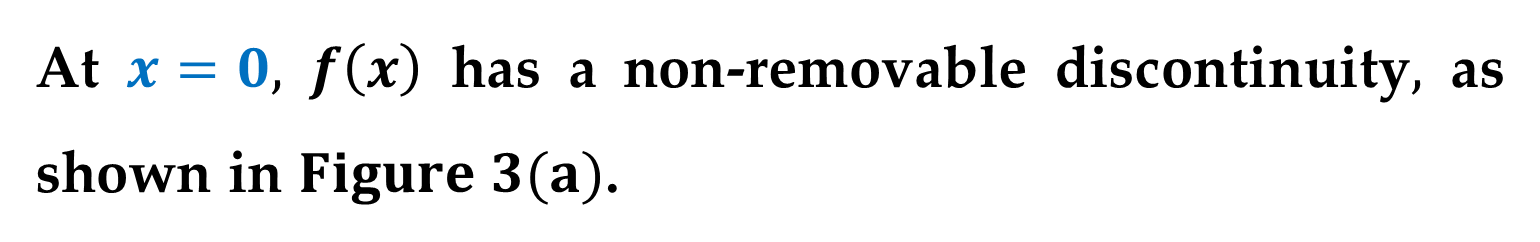 At x = 0, f(x) has a non-removable discontinuity, as
shown in Figure 3(a).